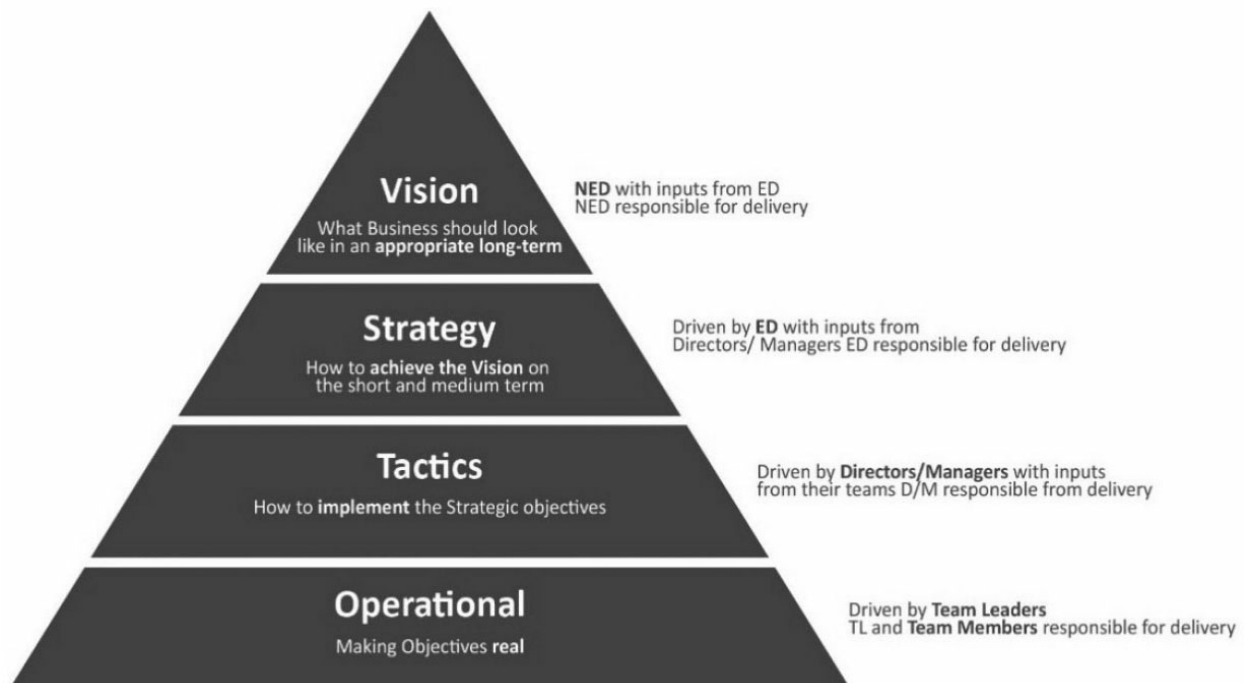 Vision
What Business should look
like in an appropriate long-term
NED with inputs from ED
NED responsible for delivery
Strategy
How to achieve the Vision on
the short and medium term
Driven by ED with inputs from
Directors/ Managers ED responsible for delivery
Tactics
How to implement the Strategic objectives
Driven by Directors/Managers with inputs
from their teams D/M responsible from delivery
Operational
Making Objectives real
Driven by Team Leaders
TL and Team Members responsible for delivery